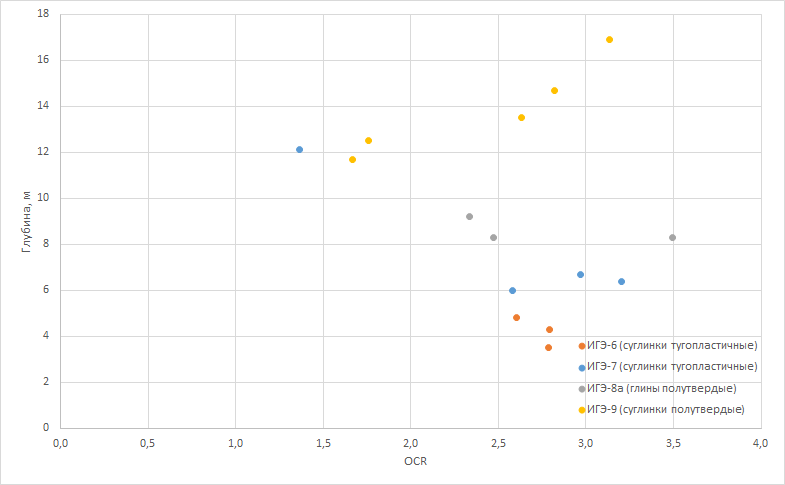 18
16
14
12
10
8
6
4
2
0
Глубина, м
0,0 0,5 1,0 1,5 2,0 2,5 3,0 3,5 4,0
OCR
ИГЭ-6 (суглинки тугопластичные)
ИГЭ-7 (суглинки тугопластичные)
ИГЭ-8а (глины полутвердые)
ИГЭ-9 (суглинки полутвердые)